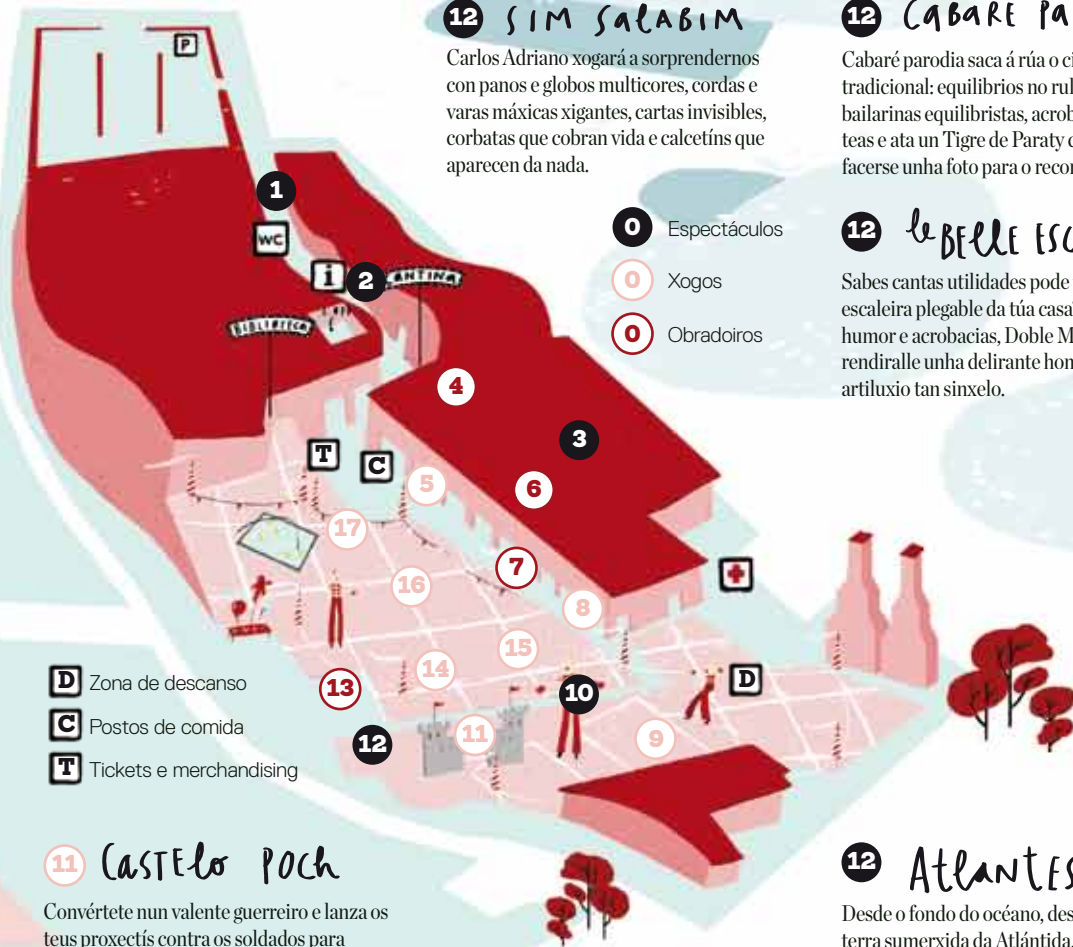 12 SIM SALABIM
Carlos Adriano xogará a sorprendernos
con panos e globos multicores, cordas e
varas máxicas xigantes, cartas invisibles,
corbatas que cobran vida e calcetíns que
aparecen da nada.
12 CABARE PA
Cabaré parodia saca á rúa o ci
tradicional: equilibrios no rul
bailarinas equilibristas, acrob
teas e ata un Tigre de Paraty
facerse unha foto para o recor
12 le BELLE ESC
Sabes cantas utilidades pode
escaleira plegable da túa casa
humor e acrobacias, Doble M
rendiralle unha delirante hom
artiluxio tan sinxelo.
0 Espectáculos
0 Xogos
0 Obradoiros
P
1
WC
i
2
CANTINA
BIBLIOTECA
4
3
T
C
5
6
17
7
16
8
15
14
13
10
D
12
11
9
D Zona de descanso
C Postos de comida
T Tickets e merchandising
11 CASTELO POCH
Convértete nun valente guerreiro e lanza os
teus proxectís contra os soldados para
12 ATLANTES
Desde o fondo do océano, des
terra sumerxida da Atlántida,